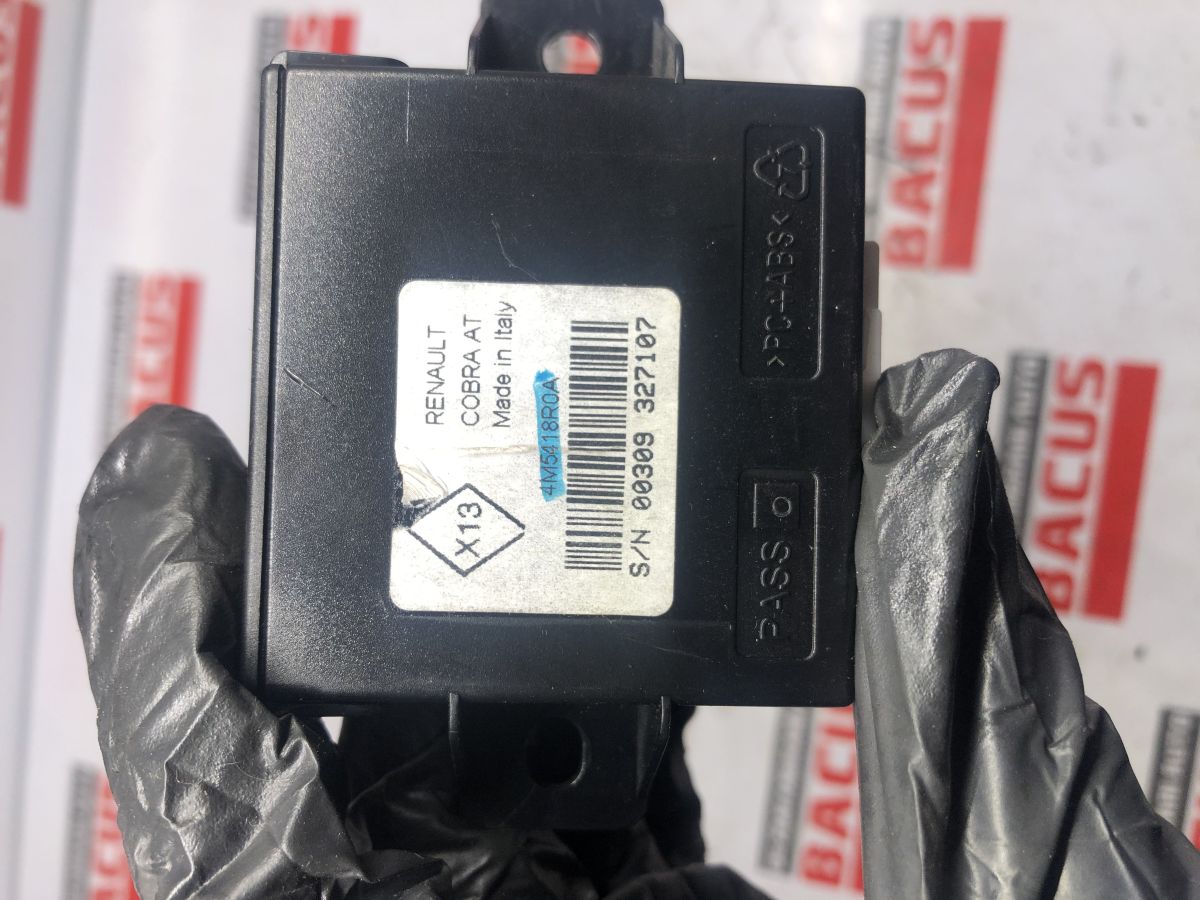 RENAULT
COBRA AT
Made in Italy
X13
4M5418R0A
S/N 00309 327107
>PC+ABS<
PASS
BACUS
BACUS
BACUS
BACUS
BACUS